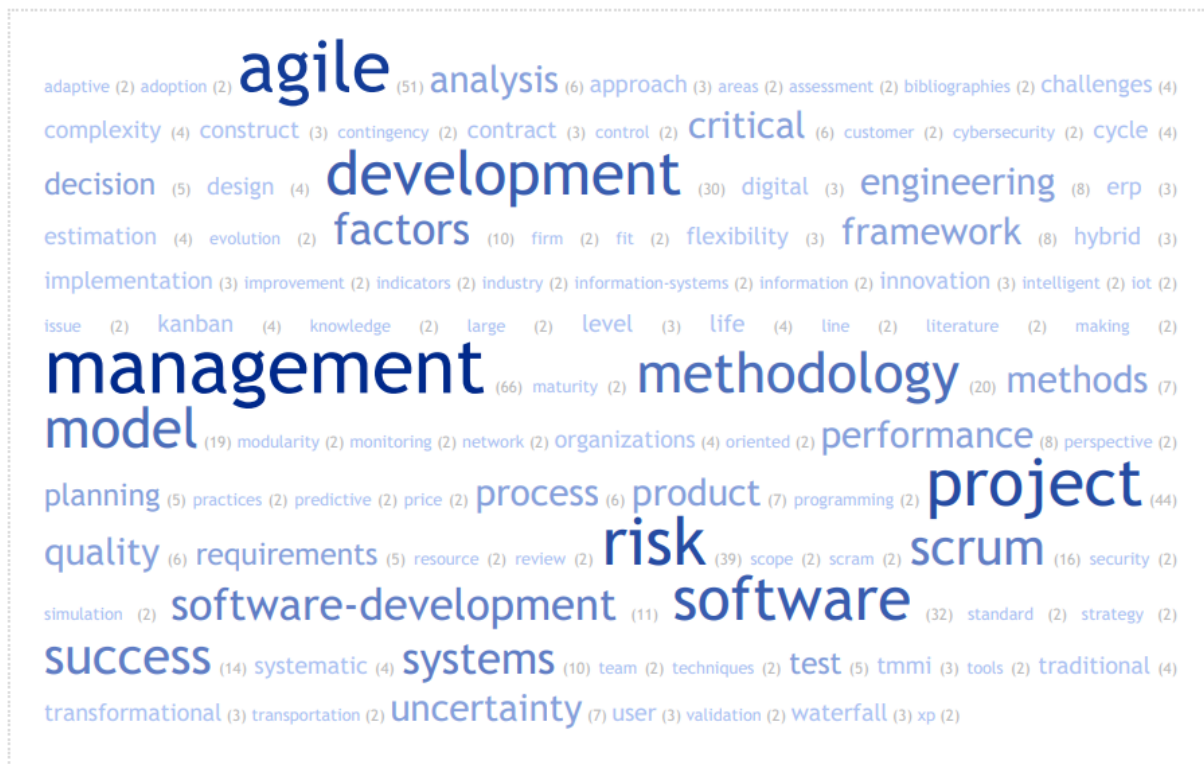 adaptive (2) adoption (2) agile (51) analysis (6) approach (3) areas (2) assessment (2) bibliographies (2) challenges (4)
complexity (4) construct (3) contingency (2) contract (3) control (2) critical (6) customer (2) cybersecurity (2) cycle (4)
decision (5) design (4) development (30) digital (3) engineering (8) erp (3)
estimation (4) evolution (2) factors (10) firm (2) fit (2) flexibility (3) framework (8) hybrid (3)
implementation (3) improvement (2) indicators (2) industry (2) information-systems (2) information (2) innovation (3) intelligent (2) iot (2)
issue (2) kanban (4) knowledge (2) large (2) level (3) life (4) line (2) literature (2) making (2)
management (66) maturity (2) methodology (20) methods (7)
model (19) modularity (2) monitoring (2) network (2) organizations (4) oriented (2) performance (8) perspective (2)
planning (5) practices (2) predictive (2) price (2) process (6) product (7) programming (2) project (44)
quality (6) requirements (5) resource (2) review (2) risk (39) scope (2) scram (2) scrum (16) security (2)
simulation (2) software-development (11) software (32) standard (2) strategy (2)
success (14) systematic (4) systems (10) team (2) techniques (2) test (5) tmmi (3) tools (2) traditional (4)
transformational (3) transportation (2) uncertainty (7) user (3) validation (2) waterfall (3) xp (2)